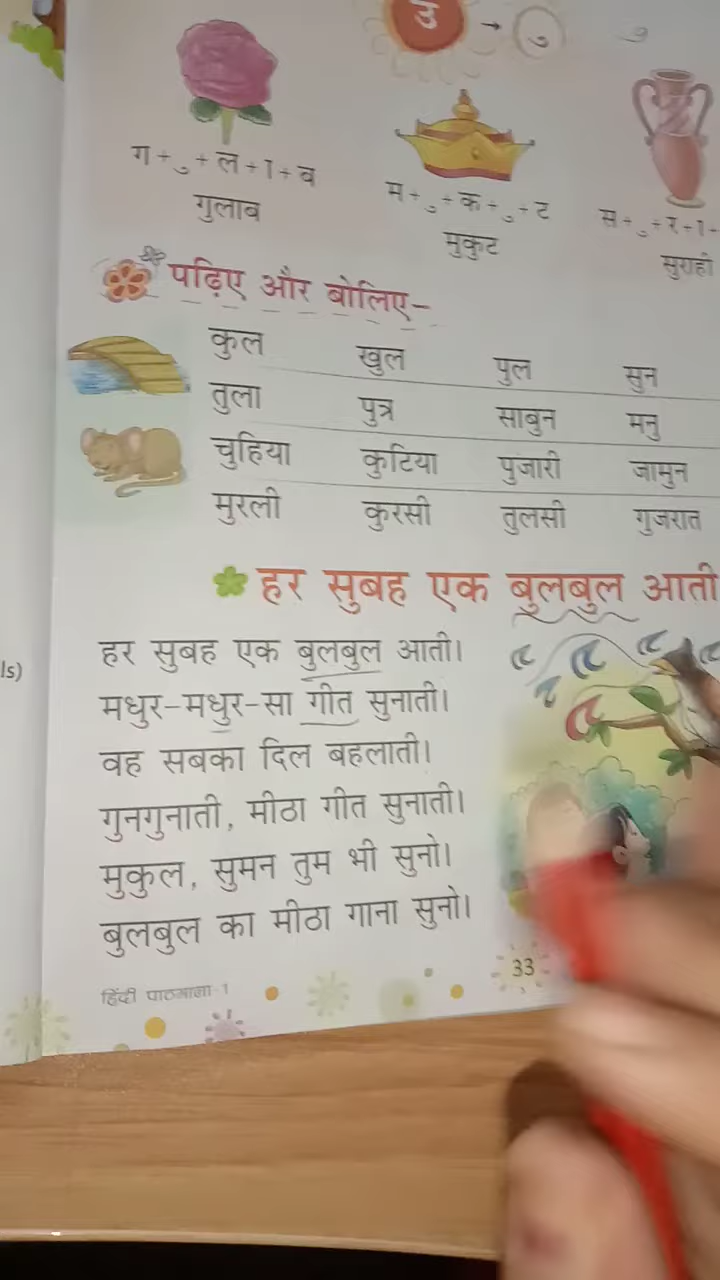 उ → ु
ग + ु + ल + ा + ब
गुलाब
म + ु + क + ु + ट
मुकुट
स + ु + र + ा +
सुराही
पढ़िए और बोलिए–
कुल खुल पुल सुन
तुला पुत्र साबुन मनु
चुहिया कुटिया पुजारी जामुन
मुरली कुरसी तुलसी गुजरात
हर सुबह एक बुलबुल आती
हर सुबह एक बुलबुल आती।
मधुर-मधुर-सा गीत सुनाती।
वह सबका दिल बहलाती।
गुनगुनाती, मीठा गीत सुनाती।
मुकुल, सुमन तुम भी सुनो।
बुलबुल का मीठा गाना सुनो।
33
हिंदी पाठमाला-1
ls)